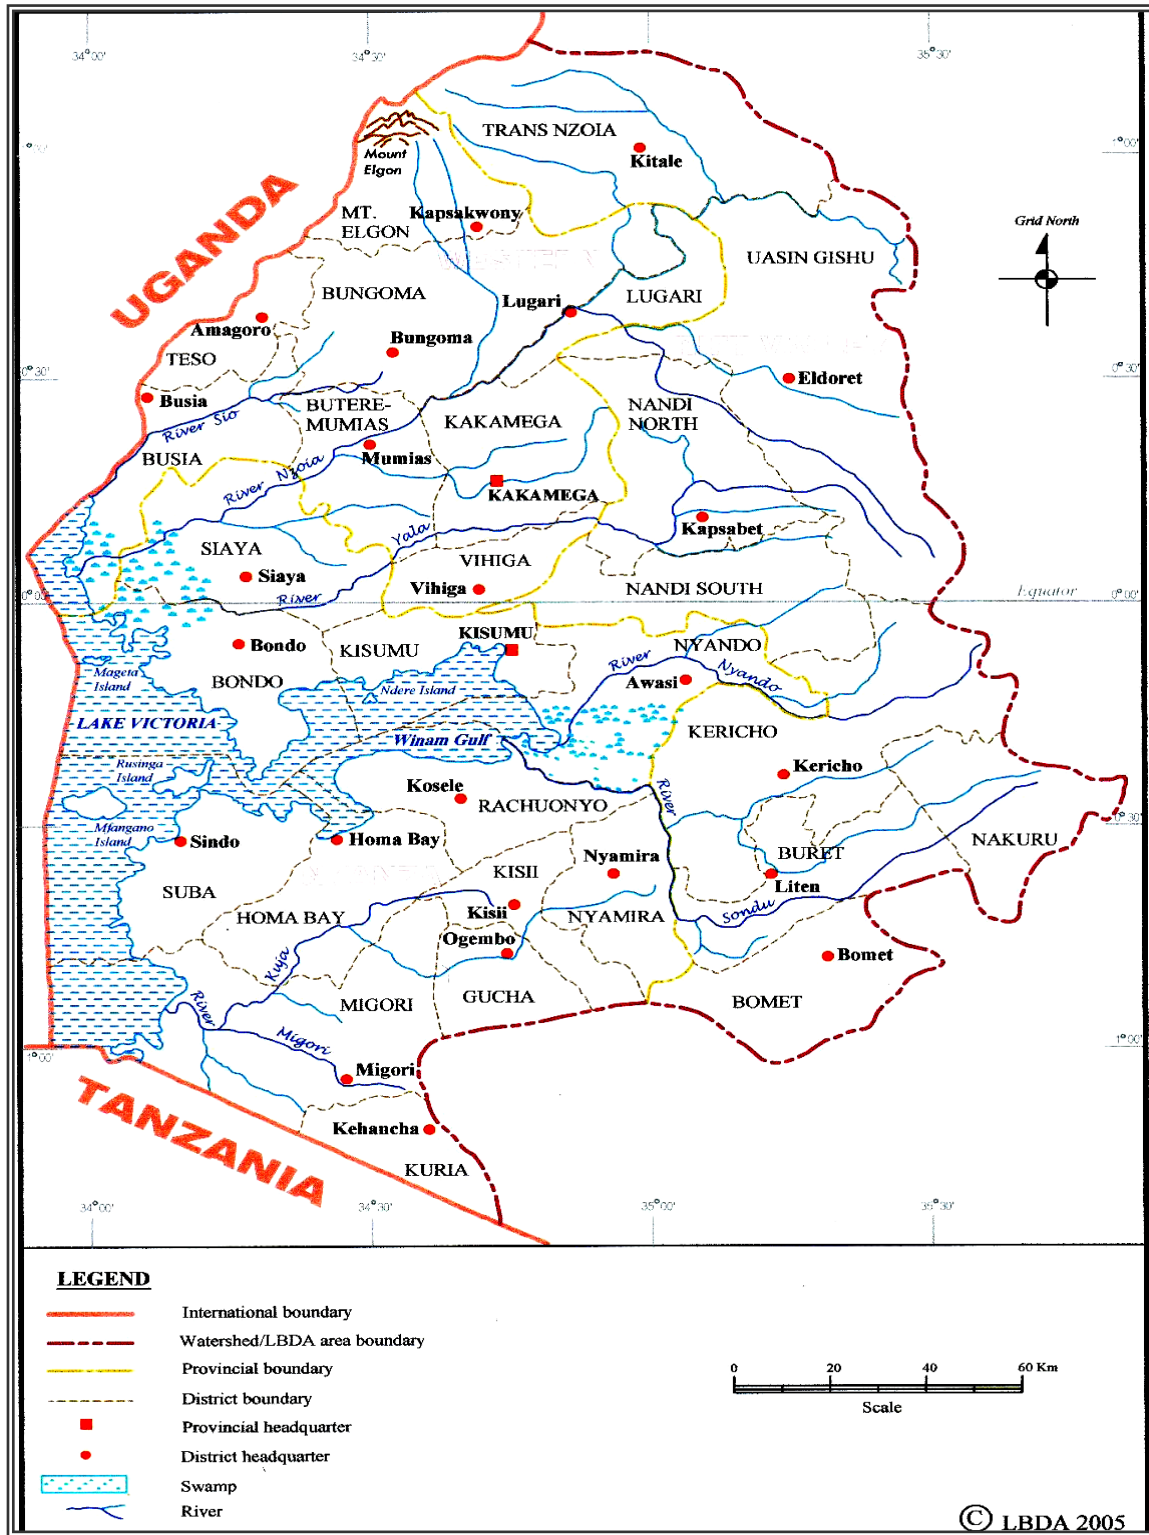 34°00'
34°30'
35°30'
TRANS NZOIA
Kitale
1°00'
Mount
Elgon
UGANDA
MT.
ELGON
Kapsakwony
Grid North
UASIN GISHU
BUNGOMA
Lugari
LUGARI
Amagoro
Bungoma
TESO
0°30'
Eldoret
Busia
BUTERE-
MUMIAS
KAKAMEGA
NANDI
NORTH
River Sio
BUSIA
Mumias
River Nzoia
KAKAMEGA
Kapsabet
Yala
SIAYA
VIHIGA
Siaya
Vihiga
NANDI SOUTH
River
Equator
0°00'
0°00'
KISUMU
Bondo
KISUMU
NYANDO
River
Mageta
Island
BONDO
Ndere Island
Awasi
Nyando
LAKE VICTORIA
Winam Gulf
KERICHO
Rusinga
Island
Kosele
RACHUONYO
Kericho
River
Mfangano
Island
Sindo
Homa Bay
0°30'
NAKURU
Nyamira
BURET
KISII
Liten
SUBA
HOMA BAY
Kisii
NYAMIRA
Sondu
Ogembo
Kuja
Bomet
River
MIGORI
GUCHA
BOMET
Migori
1°00'
1°00'
Migori
TANZANIA
Kehancha
KURIA
34°00'
34°30'
35°00'
35°30'
LEGEND
International boundary
Watershed/LBDA area boundary
Provincial boundary
District boundary
Provincial headquarter
District headquarter
Swamp
River
0 20 40 60 Km
Scale
© LBDA 2005